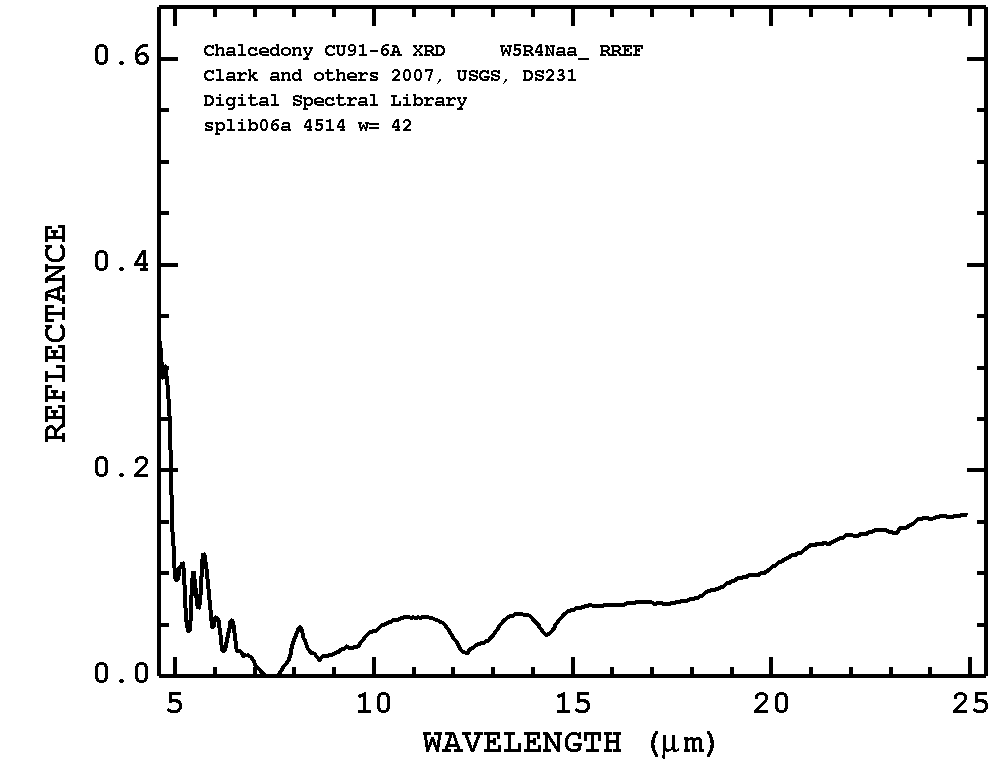 Chalcedony CU91-6A XRD W5R4Naa_ RREF
Clark and others 2007, USGS, DS231
Digital Spectral Library
splib06a 4514 w= 42
0.6
0.4
0.2
0.0
REFLECTANCE
5 10 15 20 25
WAVELENGTH (μm)